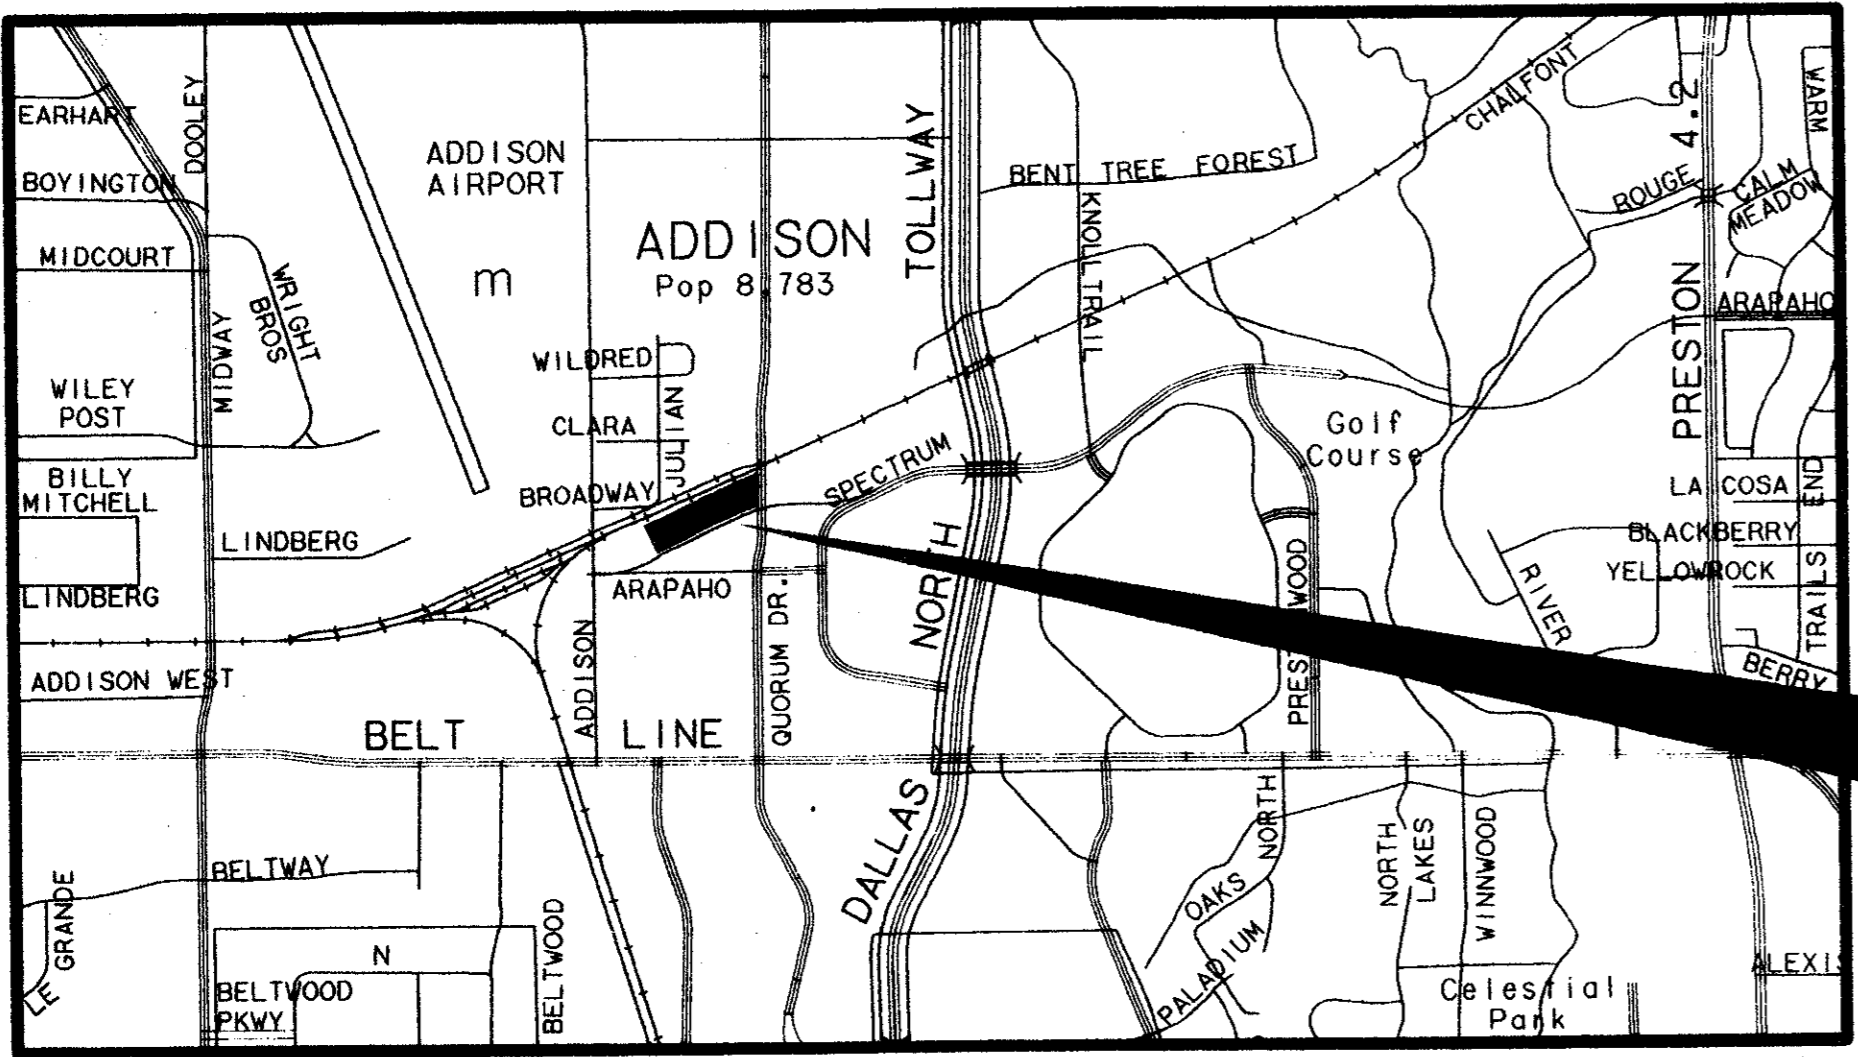 EARHART
DOOLEY
BOYINGTON
MIDCOURT
WRIGHT
BROS
MIDWAY
WILEY
POST
BILLY
MITCHELL
LINDBERG
LINDBERG
ADDISON WEST
ADDISON
AIRPORT
m
ADDISON
Pop 8,783
WILDRED
CLARA
JULIAN
BROADWAY
SPECTRUM
ARAPAHO
ADDISON
QUORUM DR.
BELT LINE
TOLLWAY
NORTH
DALLAS
BENT TREE FOREST
KNOLL TRAIL
CHALFONT
4.2
WARM
ROUGE
CALM
MEADOW
PRESTON
ARAPAHO
Golf
Course
LA COSA
END
BLACKBERRY
YELLOWROCK
TRAILS
RIVER
BERRY
PRESTWOOD
BELTWAY
GRANDE
LE
N
BELTWOOD
PKWY
BELTWOOD
NORTH
OAKS
PALADIUM
NORTH
LAKES
WINNWOOD
Celestial
Park
ALEXIS